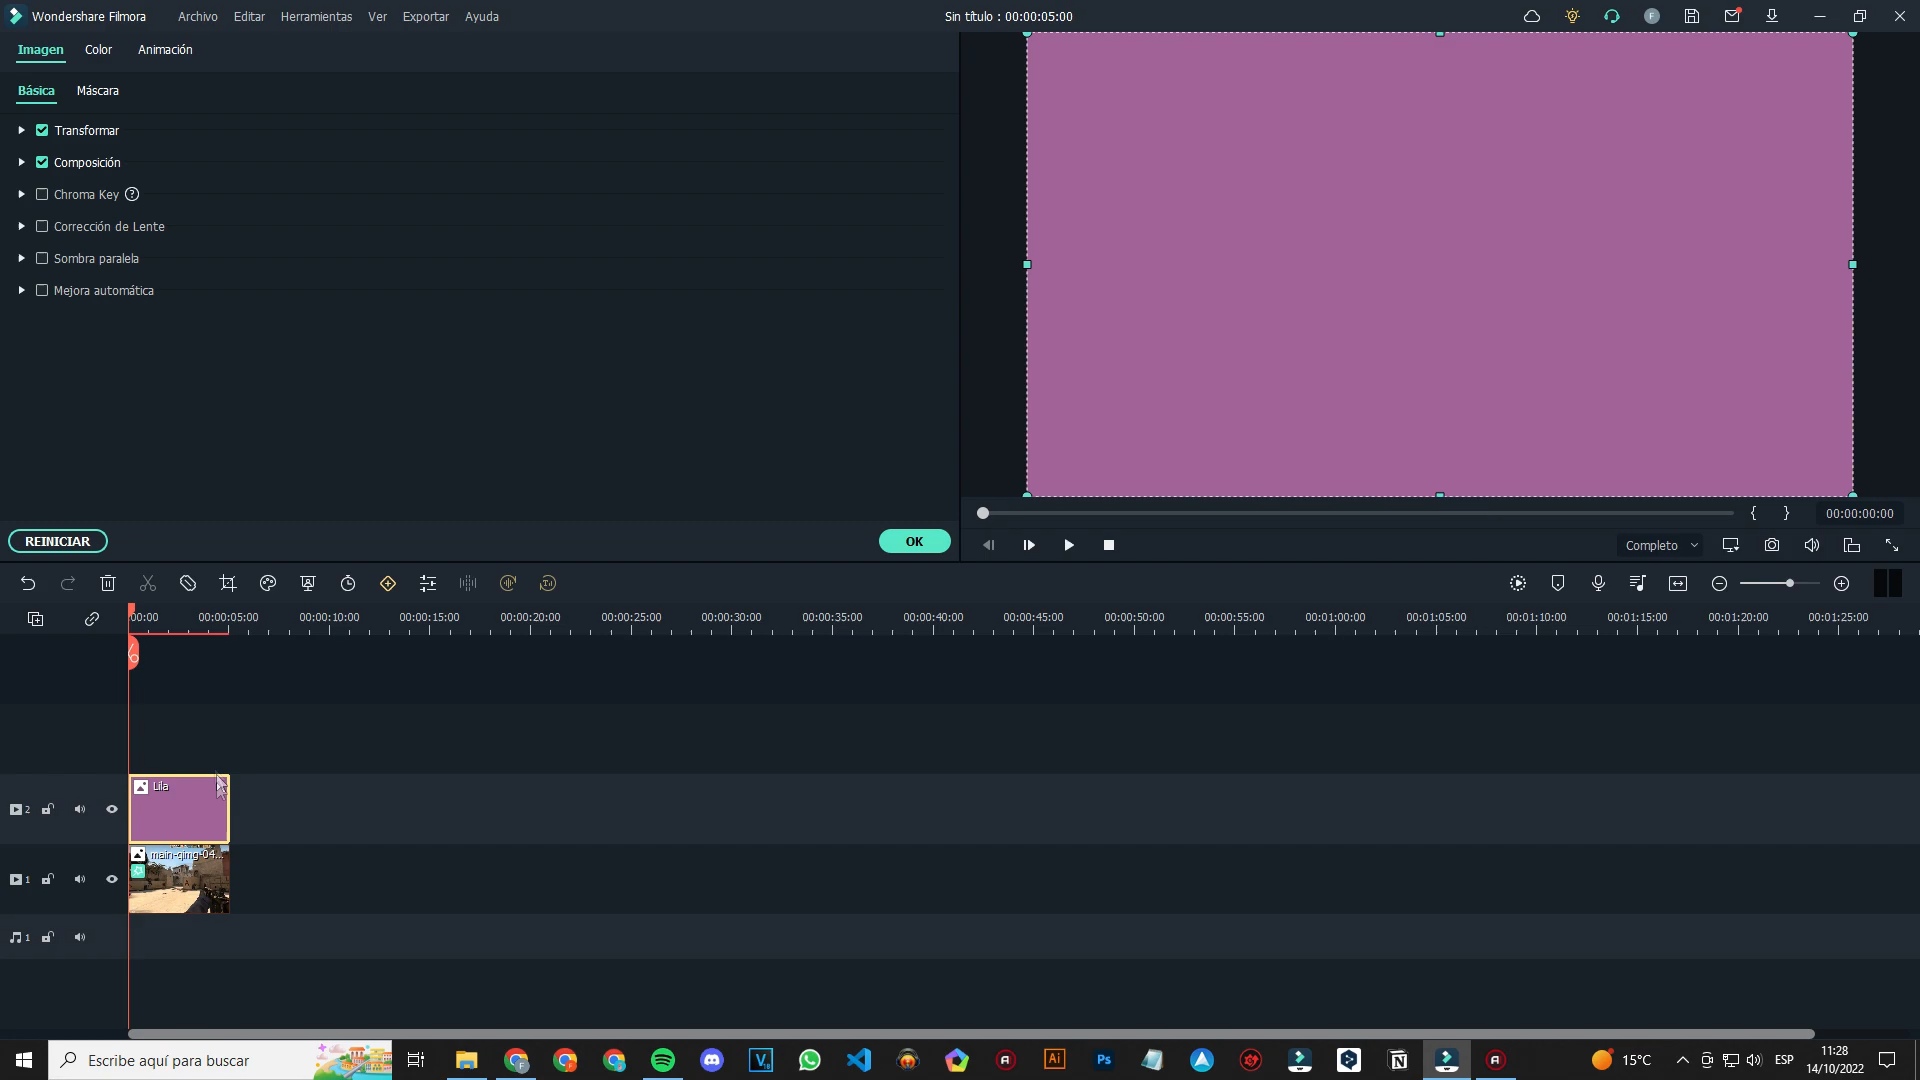 Wondershare Filmora Archivo Editar Herramientas Ver Exportar Ayuda Sin título : 00:00:05:00 F
Imagen Color Animación
Básica Máscara
Transformar
Composición
Chroma Key ?
Corrección de Lente
Sombra paralela
Mejora automática
{ } 00:00:00:00
REINICIAR OK Completo
00:00 00:00:05:00 00:00:10:00 00:00:15:00 00:00:20:00 00:00:25:00 00:00:30:00 00:00:35:00 00:00:40:00 00:00:45:00 00:00:50:00 00:00:55:00 00:01:00:00 00:01:05:00 00:01:10:00 00:01:15:00 00:01:20:00 00:01:25:00
Lila
2
main-qimg-04...
1
1
Escribe aquí para buscar 15°C ESP 11:28
14/10/2022